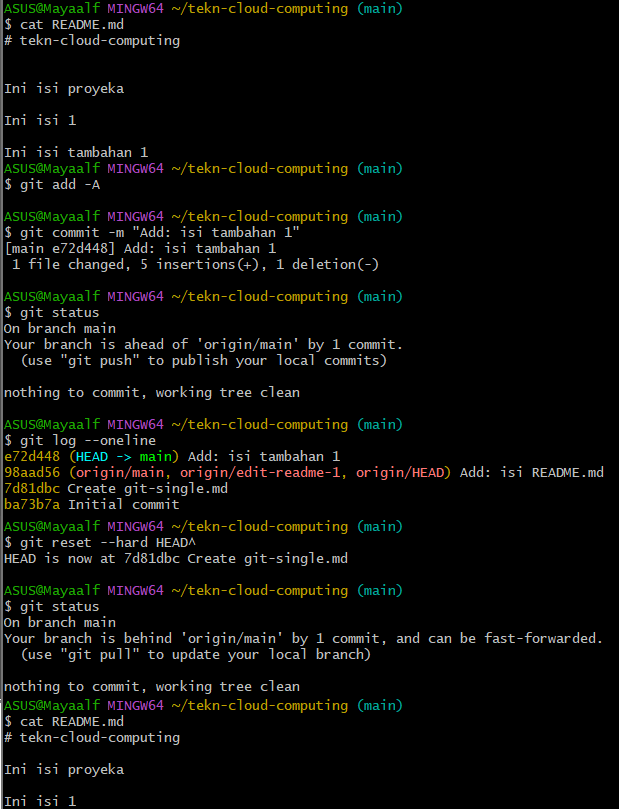 ASUS@Mayaalf MINGW64 ~/tekn-cloud-computing (main)
$ cat README.md
# tekn-cloud-computing
Ini isi proyeka
Ini isi 1
Ini isi tambahan 1
ASUS@Mayaalf MINGW64 ~/tekn-cloud-computing (main)
$ git add -A
ASUS@Mayaalf MINGW64 ~/tekn-cloud-computing (main)
$ git commit -m "Add: isi tambahan 1"
[main e72d448] Add: isi tambahan 1
 1 file changed, 5 insertions(+), 1 deletion(-)
ASUS@Mayaalf MINGW64 ~/tekn-cloud-computing (main)
$ git status
On branch main
Your branch is ahead of 'origin/main' by 1 commit.
  (use "git push" to publish your local commits)
nothing to commit, working tree clean
ASUS@Mayaalf MINGW64 ~/tekn-cloud-computing (main)
$ git log --oneline
e72d448 (HEAD -> main) Add: isi tambahan 1
98aad56 (origin/main, origin/edit-readme-1, origin/HEAD) Add: isi README.md
7d81dbc Create git-single.md
ba73b7a Initial commit
ASUS@Mayaalf MINGW64 ~/tekn-cloud-computing (main)
$ git reset --hard HEAD^
HEAD is now at 7d81dbc Create git-single.md
ASUS@Mayaalf MINGW64 ~/tekn-cloud-computing (main)
$ git status
On branch main
Your branch is behind 'origin/main' by 1 commit, and can be fast-forwarded.
  (use "git pull" to update your local branch)
nothing to commit, working tree clean
ASUS@Mayaalf MINGW64 ~/tekn-cloud-computing (main)
$ cat README.md
# tekn-cloud-computing
Ini isi proyeka
Ini isi 1